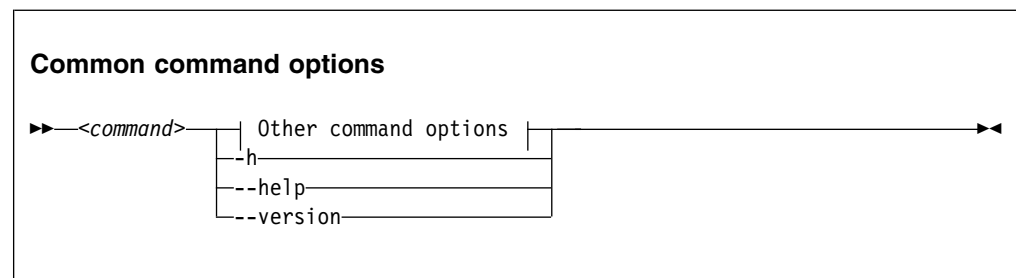 Common command options
<command> Other command options
-h
--help
--version